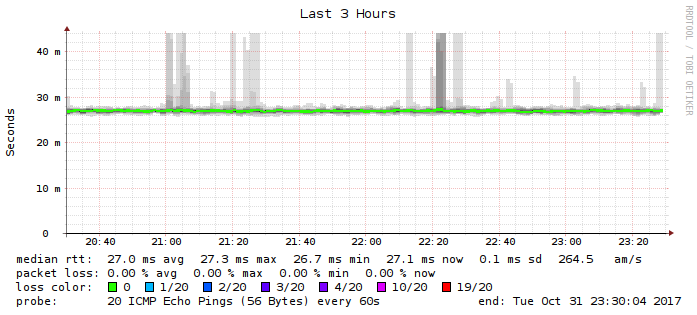 Last 3 Hours
RRDTOOL / TOBI OETIKER
Seconds
40 m
30 m
20 m
10 m
0
20:40 21:00 21:20 21:40 22:00 22:20 22:40 23:00 23:20
median rtt: 27.0 ms avg 27.3 ms max 26.7 ms min 27.1 ms now 0.1 ms sd 264.5 am/s
packet loss: 0.00 % avg 0.00 % max 0.00 % min 0.00 % now
loss color: 0 1/20 2/20 3/20 4/20 10/20 19/20
probe: 20 ICMP Echo Pings (56 Bytes) every 60s end: Tue Oct 31 23:30:04 2017